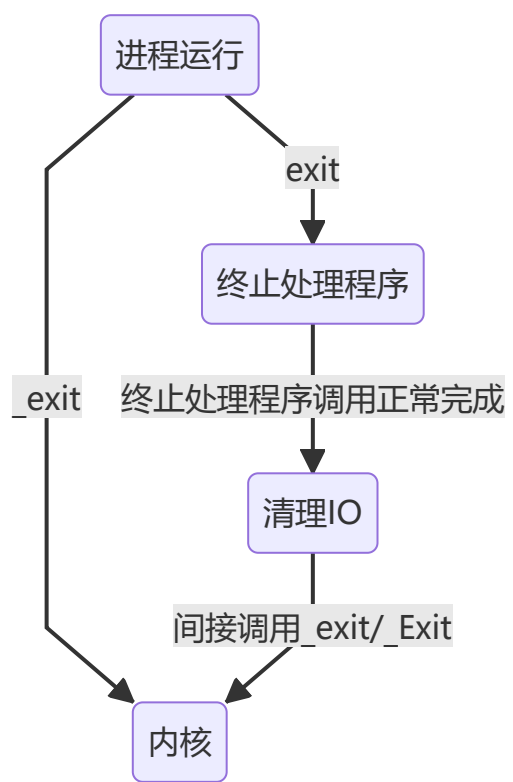 进程运行
exit
终止处理程序
_exit
终止处理程序调用正常完成
清理IO
间接调用_exit/_Exit
内核